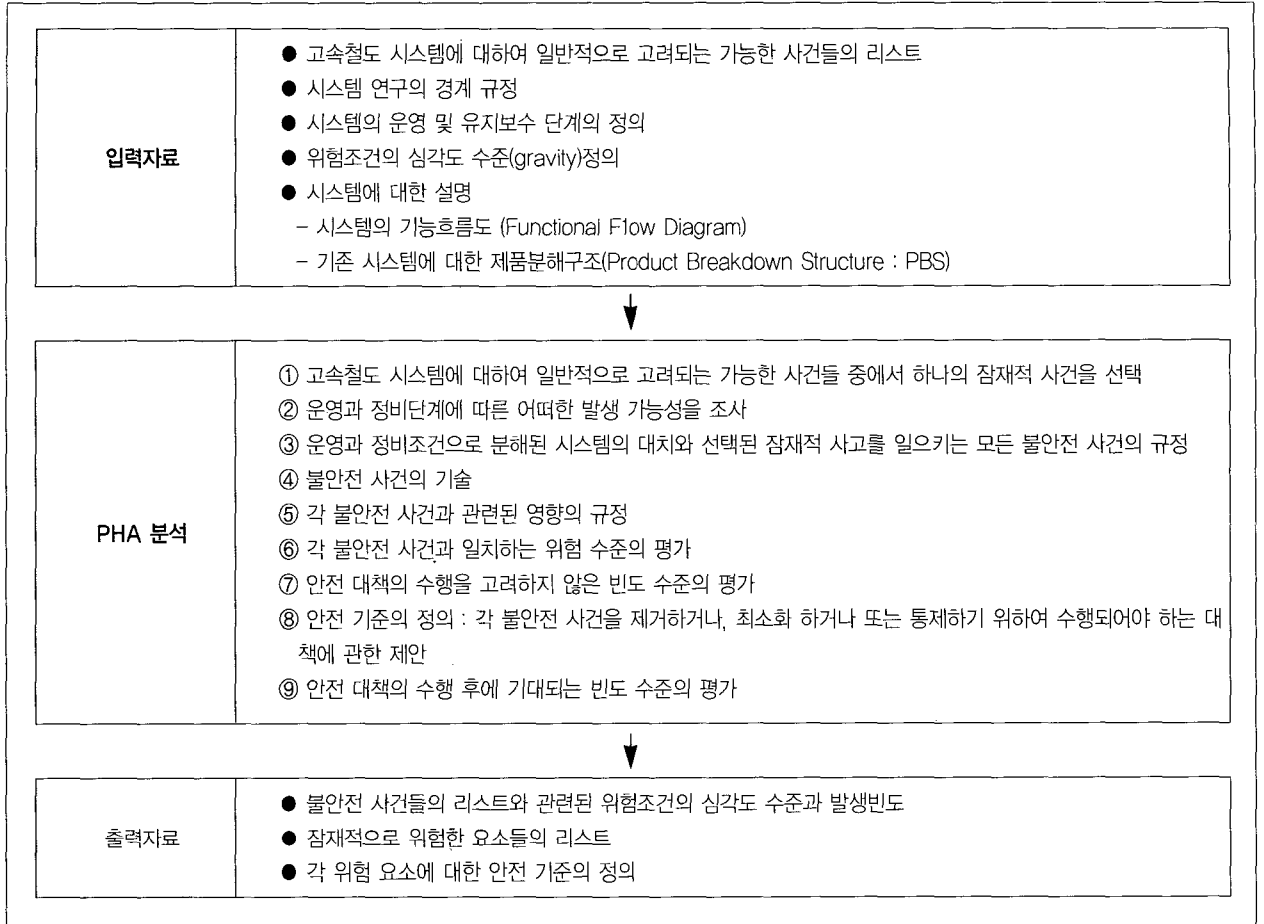 입력자료
● 고속철도 시스템에 대하여 일반적으로 고려되는 가능한 사건들의 리스트
● 시스템 연구의 경계 규정
● 시스템의 운영 및 유지보수 단계의 정의
● 위험조건의 심각도 수준(gravity)정의
● 시스템에 대한 설명
– 시스템의 기능흐름도 (Functional Flow Diagram)
– 기존 시스템에 대한 제품분해구조(Product Breakdown Structure : PBS)
PHA 분석
① 고속철도 시스템에 대하여 일반적으로 고려되는 가능한 사건들 중에서 하나의 잠재적 사건을 선택
② 운영과 정비단계에 따른 어떠한 발생 가능성을 조사
③ 운영과 정비조건으로 분해된 시스템의 대치와 선택된 잠재적 사고를 일으키는 모든 불안전 사건의 규정
④ 불안전 사건의 기술
⑤ 각 불안전 사건과 관련된 영향의 규정
⑥ 각 불안전 사건과 일치하는 위험 수준의 평가
⑦ 안전 대책의 수행을 고려하지 않은 빈도 수준의 평가
⑧ 안전 기준의 정의 : 각 불안전 사건을 제거하거나, 최소화 하거나 또는 통제하기 위하여 수행되어야 하는 대
책에 관한 제안
⑨ 안전 대책의 수행 후에 기대되는 빈도 수준의 평가
출력자료
● 불안전 사건들의 리스트와 관련된 위험조건의 심각도 수준과 발생빈도
● 잠재적으로 위험한 요소들의 리스트
● 각 위험 요소에 대한 안전 기준의 정의